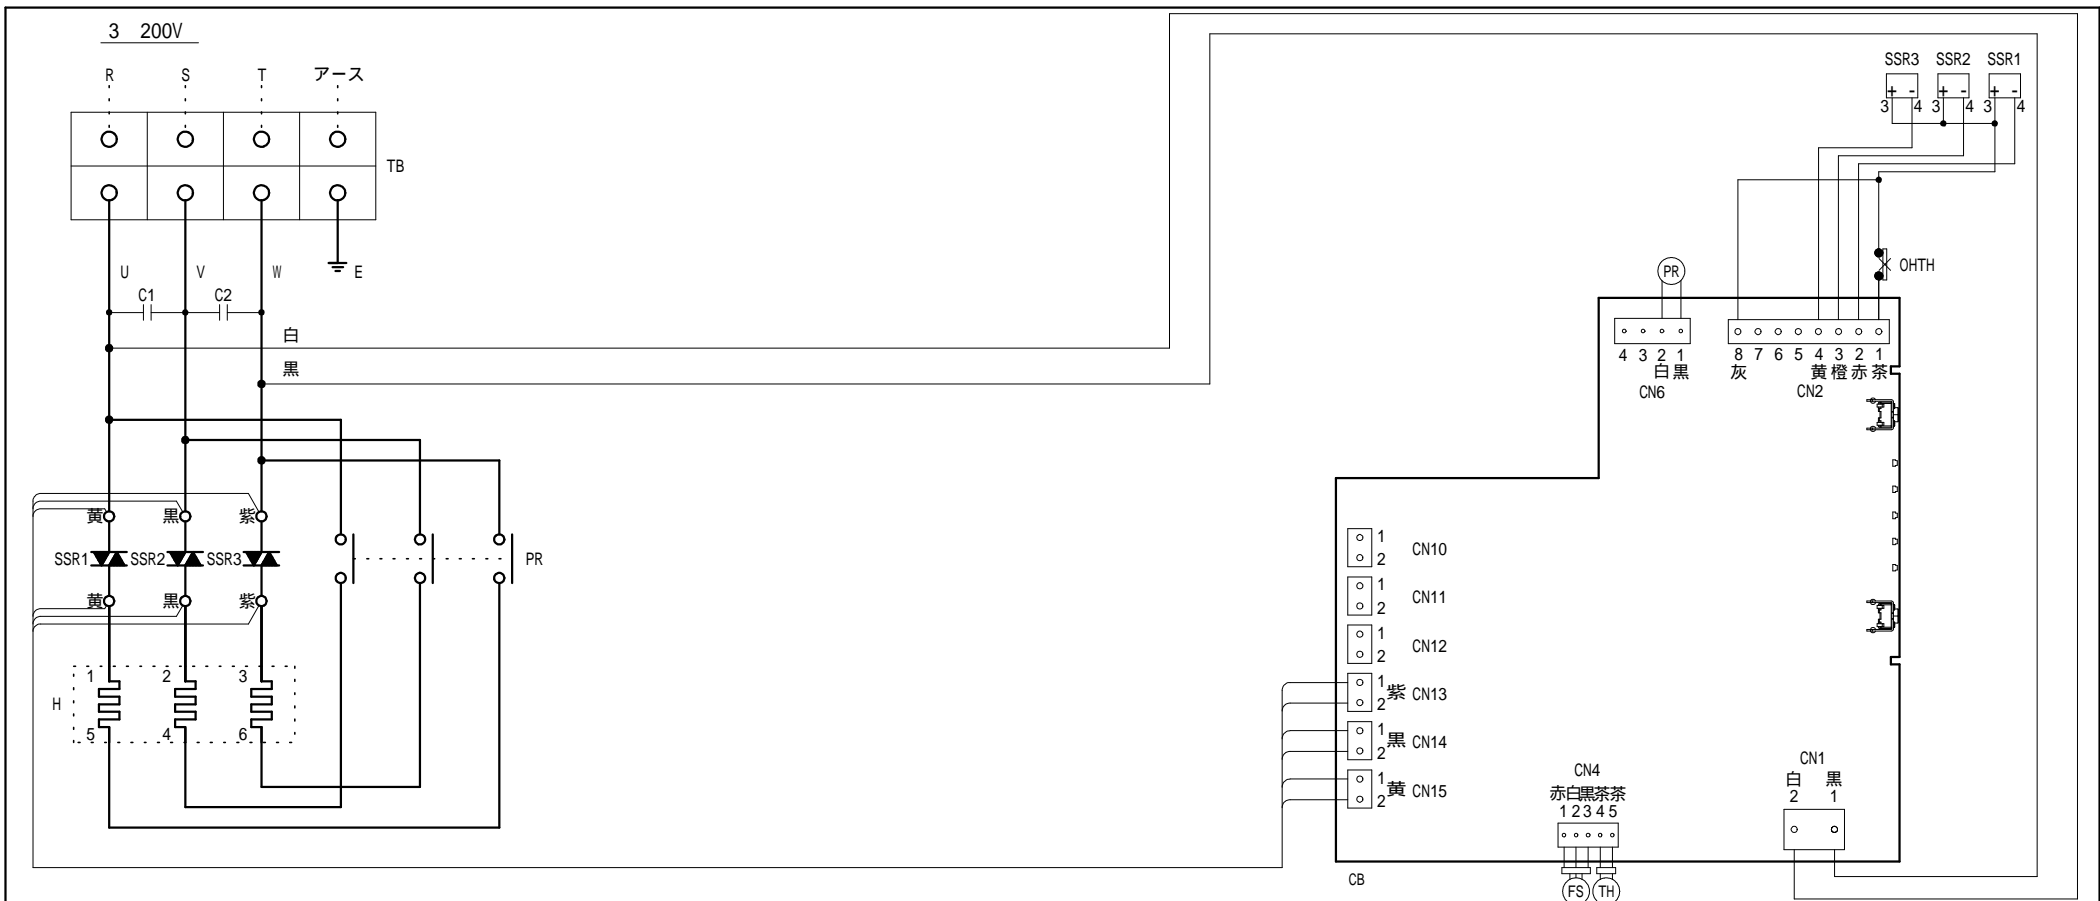 3 200V
R S T アース
TB
U V W E
C1 C2
白
黒
黄 黒 紫
SSR1 SSR2 SSR3 PR
黄 黒 紫
1 2 3
H
5 4 6
SSR3 SSR2 SSR1
+ - + - + -
3 4 3 4 3 4
OHTH
PR
4 3 2 1
白 黒
CN6
8 7 6 5 4 3 2 1
灰 黄 橙 赤 茶
CN2
1
2 CN10
1
2 CN11
1
2 CN12
1
2 紫 CN13
1
2 黒 CN14
1
2 黄 CN15
CN4
赤白黒茶茶
1 2 3 4 5
FS TH
CN1
白 黒
2 1
CB